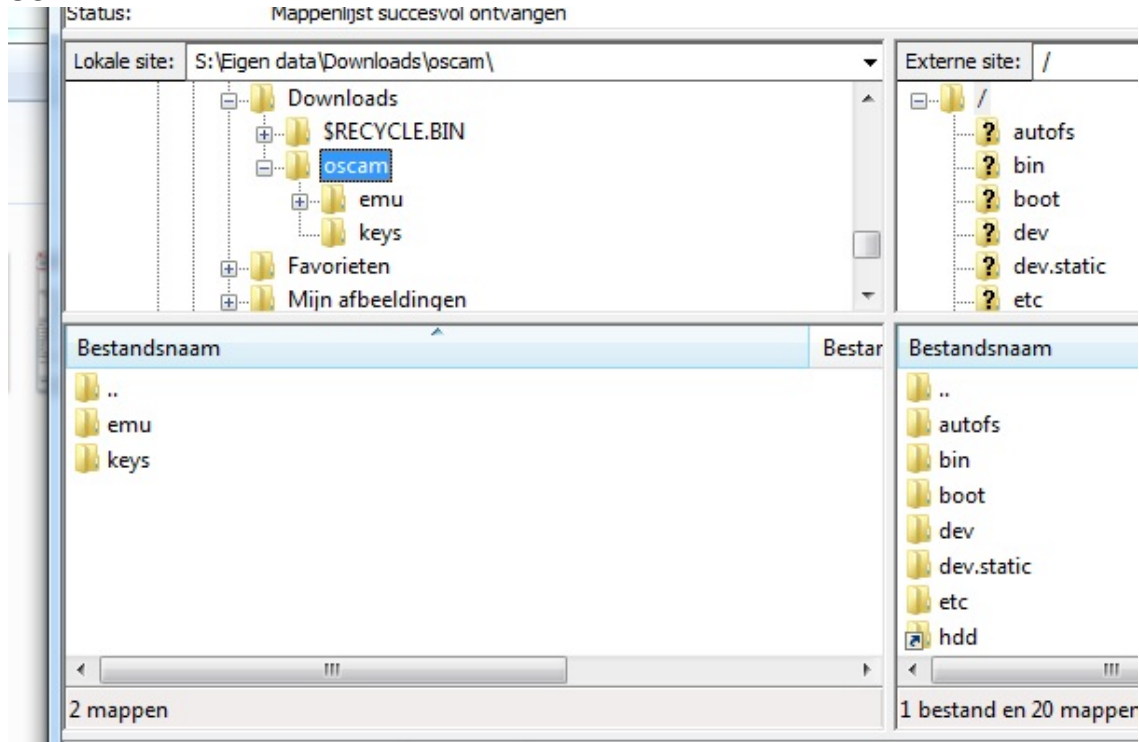 Status: Mappenlijst succesvol ontvangen
Lokale site: S:\Eigen data\Downloads\oscam\
Downloads
$RECYCLE.BIN
oscam
emu
keys
Favorieten
Mijn afbeeldingen
Externe site: /
/
autofs
bin
boot
dev
dev.static
etc
Bestandsnaam Bestar
..
emu
keys
2 mappen
Bestandsnaam
..
autofs
bin
boot
dev
dev.static
etc
hdd
1 bestand en 20 mappen